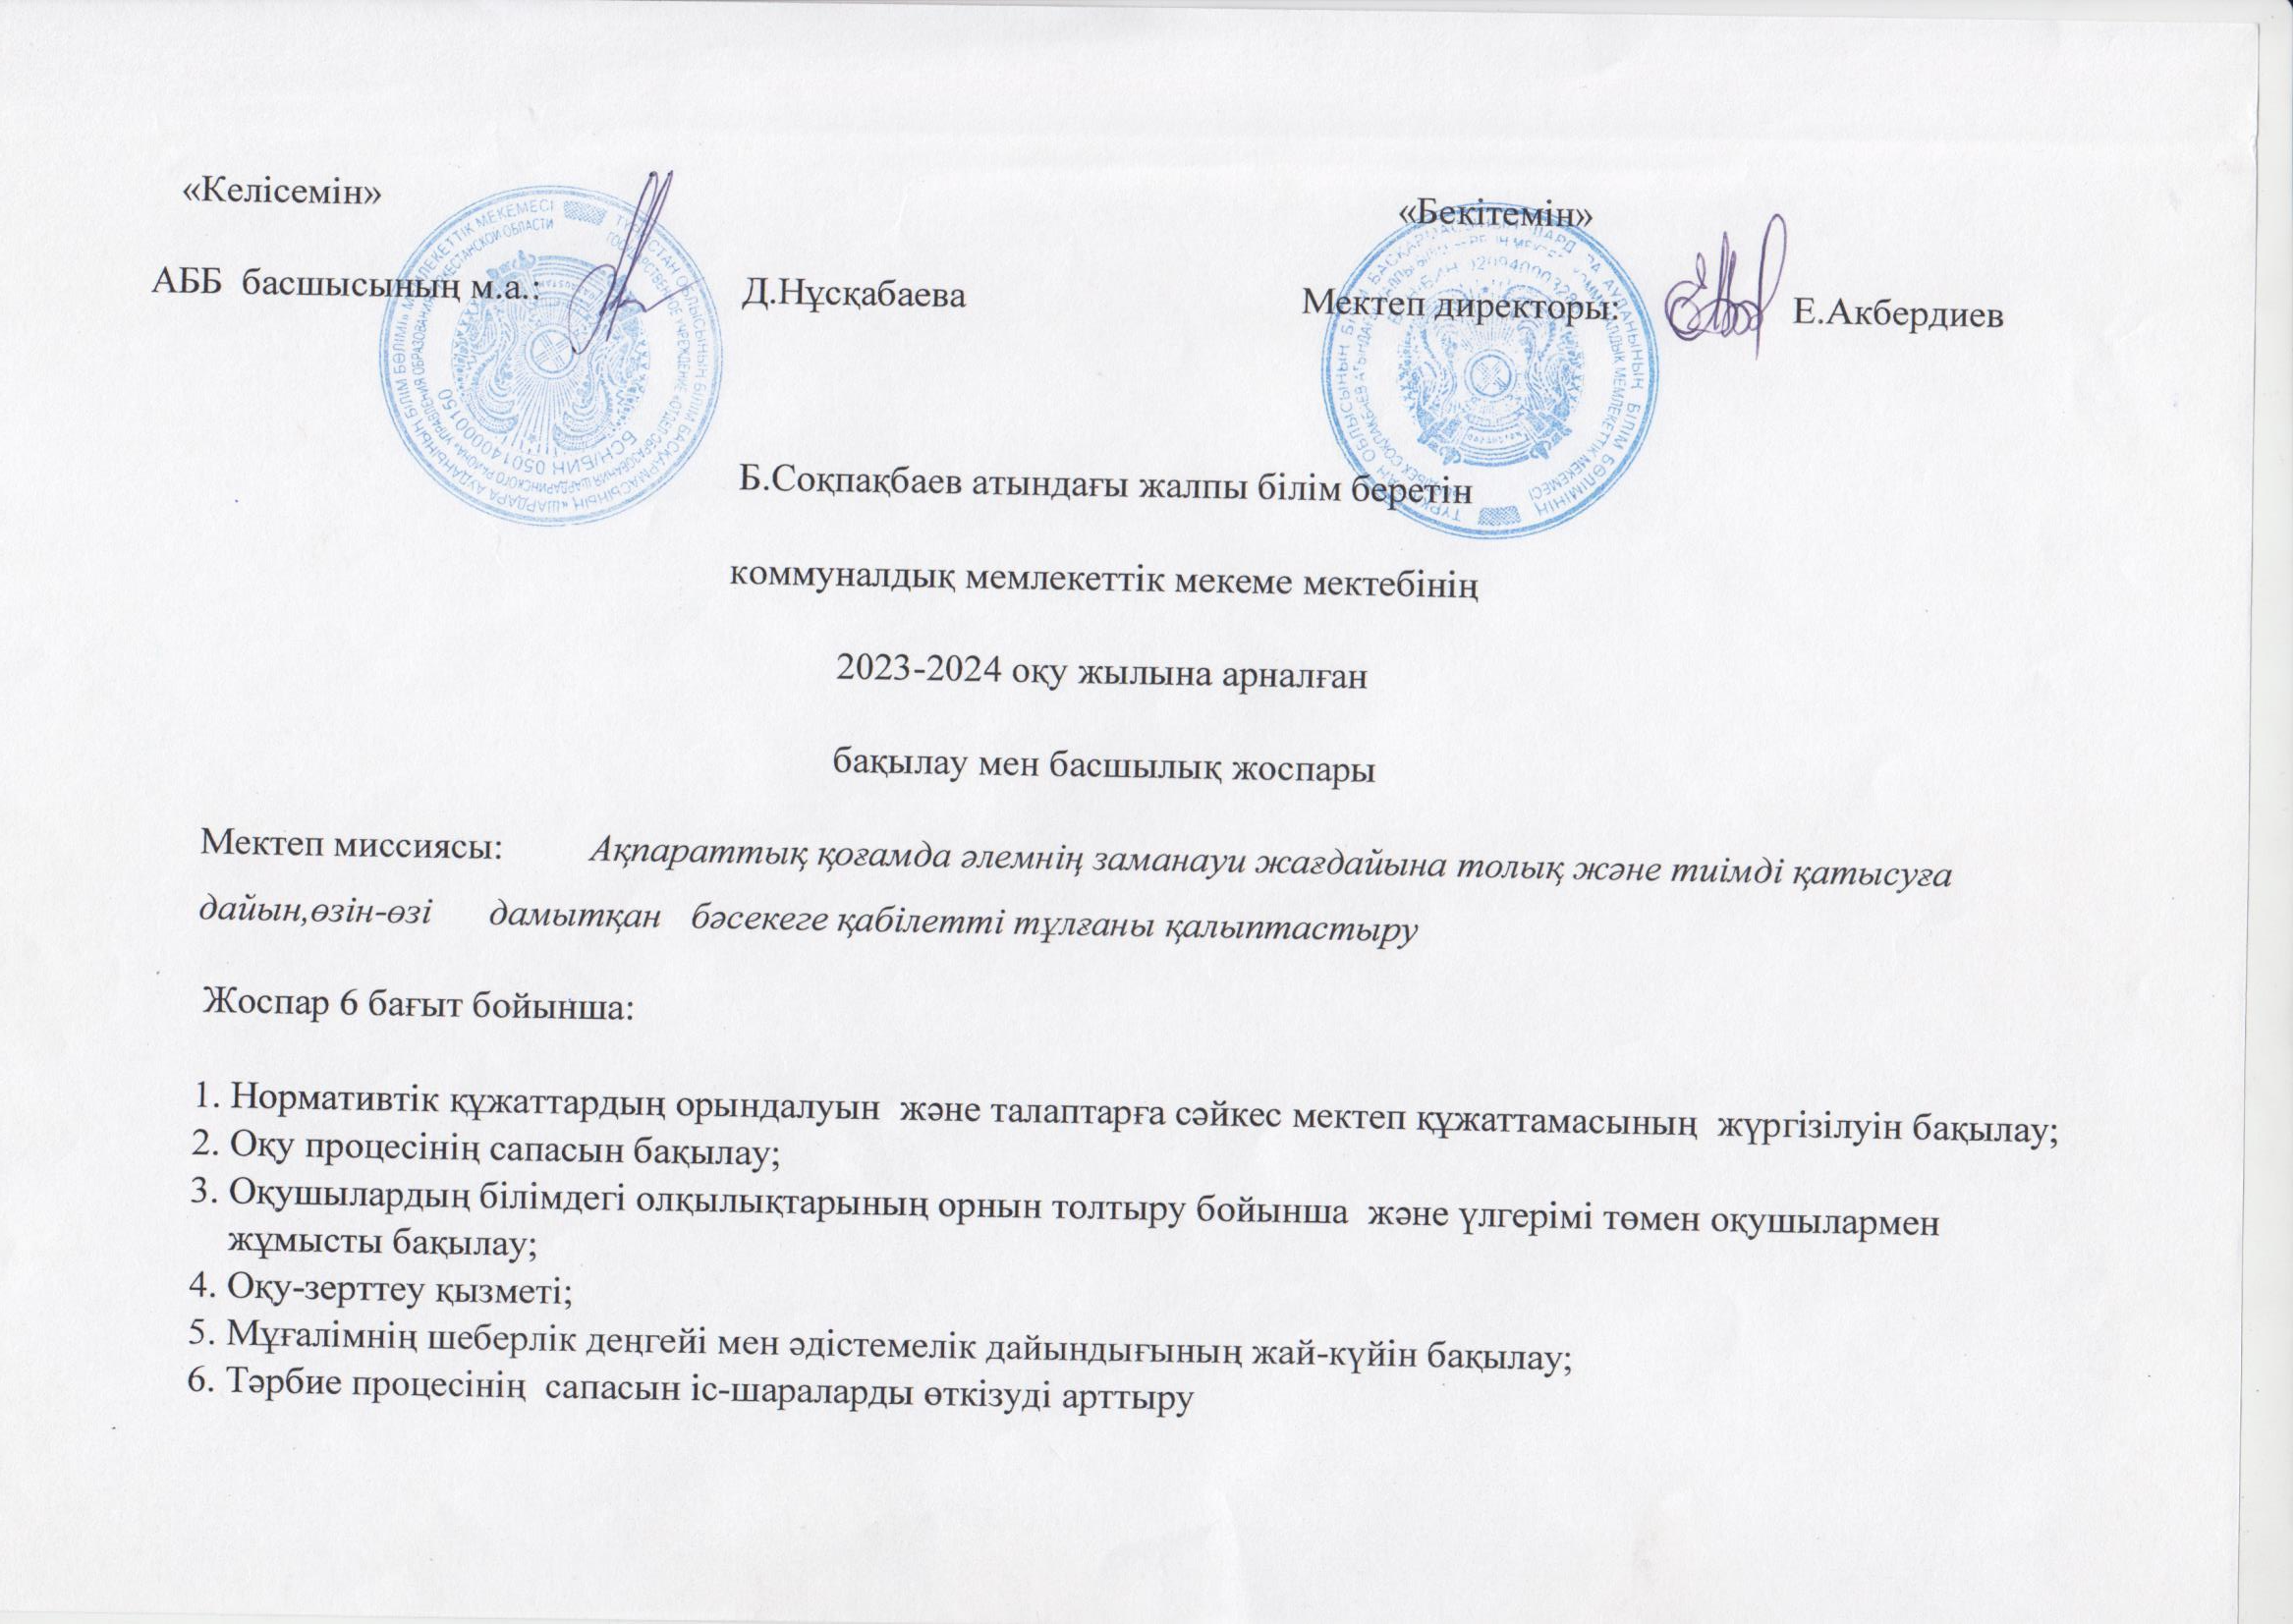 «Келісемін»
«Бекітемін»
АББ басшысының м.а.: Д.Нұсқабаева
Мектеп директоры: Е.Акбердиев
БСН/БИН 050140000150
Б.Соқпақбаев атындағы жалпы білім беретін
коммуналдық мемлекеттік мекеме мектебінің
2023-2024 оқу жылына арналған
бақылау мен басшылық жоспары
Мектеп миссиясы: Ақпараттық қоғамда әлемнің заманауи жағдайына толық және тиімді қатысуға
дайын,өзін-өзі дамытқан бәсекеге қабілетті тұлғаны қалыптастыру
Жоспар 6 бағыт бойынша:
1. Нормативтік құжаттардың орындалуын және талаптарға сәйкес мектеп құжаттамасының жүргізілуін бақылау;
2. Оқу процесінің сапасын бақылау;
3. Оқушылардың білімдегі олқылықтарының орнын толтыру бойынша және үлгерімі төмен оқушылармен
жұмысты бақылау;
4. Оқу-зерттеу қызметі;
5. Мұғалімнің шеберлік деңгейі мен әдістемелік дайындығының жай-күйін бақылау;
6. Тәрбие процесінің сапасын іс-шараларды өткізуді арттыру